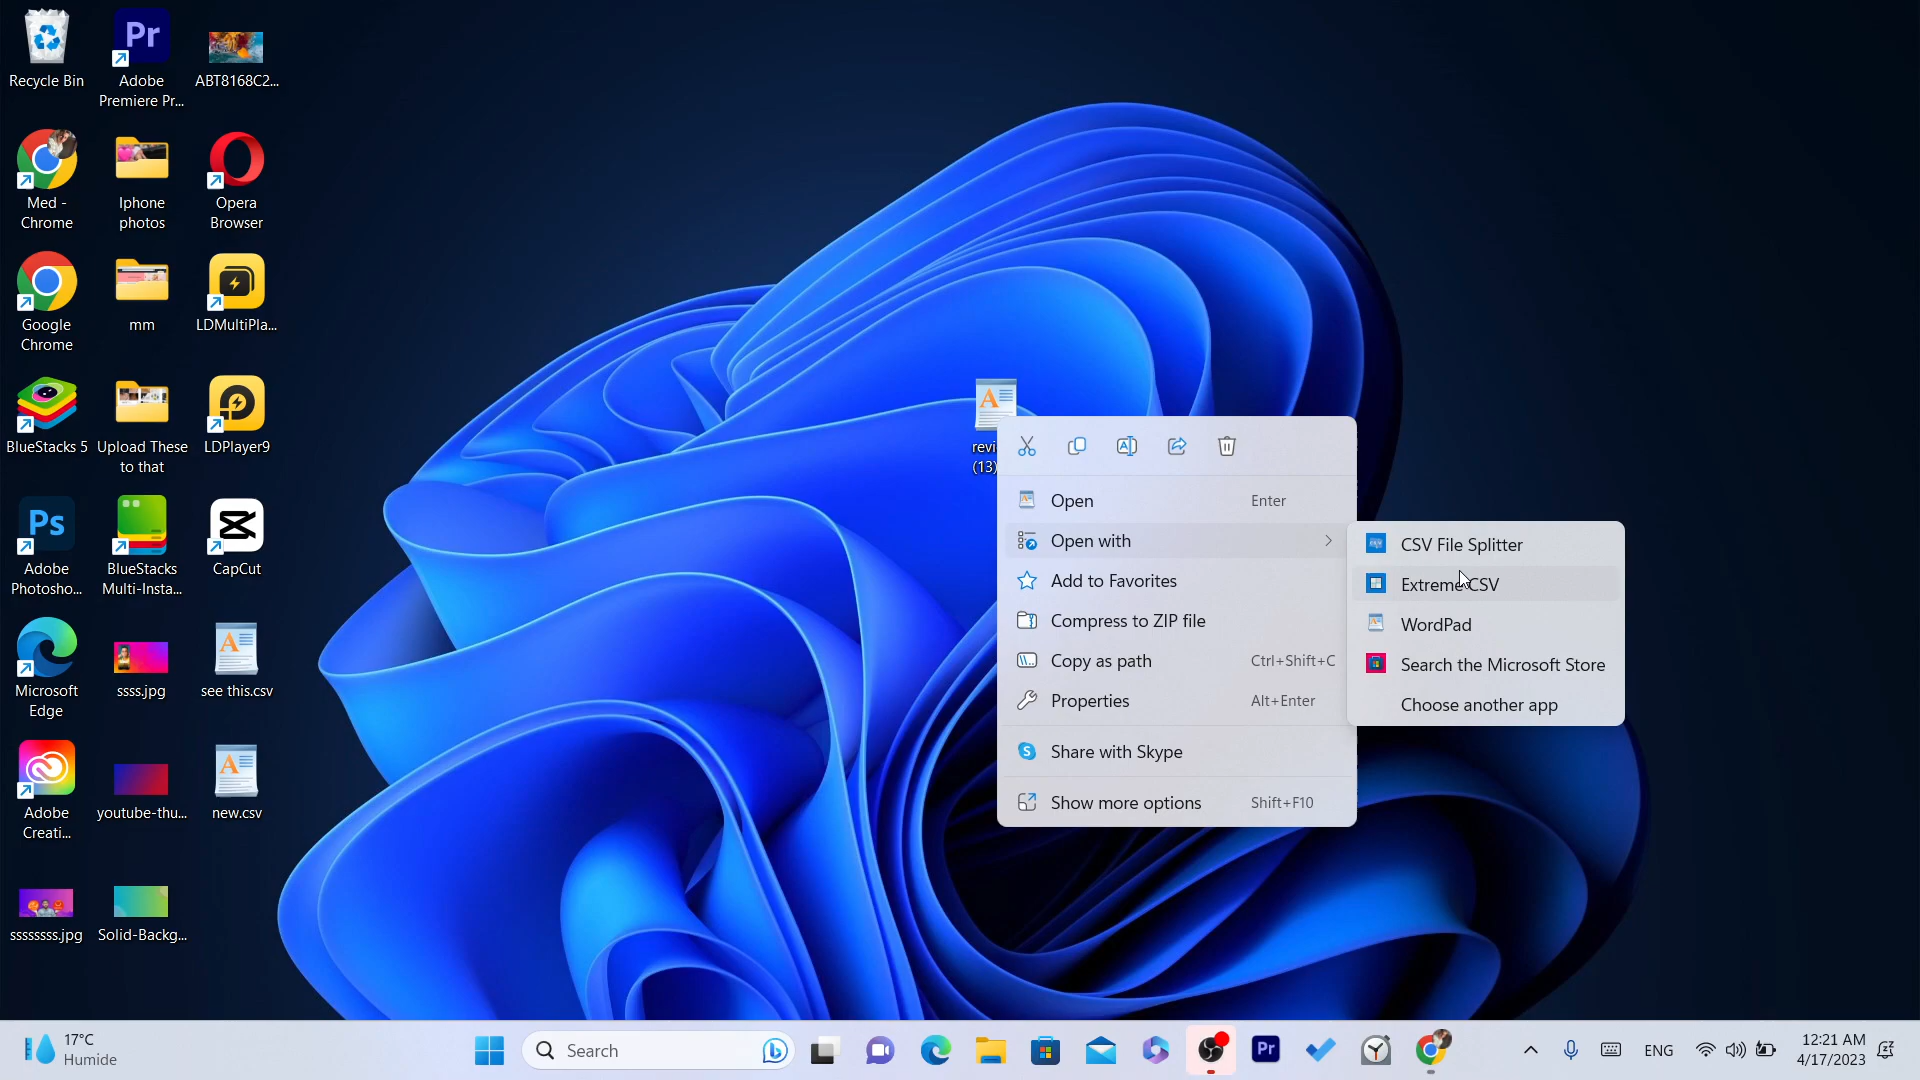 Recycle Bin
Adobe
Premiere Pr...
ABT8168C2...
Med -
Chrome
Iphone
photos
Opera
Browser
Google
Chrome
mm
LDMultiPla...
BlueStacks 5
Upload These
to that
LDPlayer9
Adobe
Photosho...
BlueStacks
Multi-Insta...
CapCut
Microsoft
Edge
ssss.jpg
see this.csv
Adobe
Creati...
youtube-thu...
new.csv
ssssssss.jpg
Solid-Backg...
revi
(13)
Open Enter
Open with
Add to Favorites
Compress to ZIP file
Copy as path Ctrl+Shift+C
Properties Alt+Enter
Share with Skype
Show more options Shift+F10
CSV File Splitter
Extreme CSV
WordPad
Search the Microsoft Store
Choose another app
17°C
Humide
Search
Pr
ENG
12:21 AM
4/17/2023